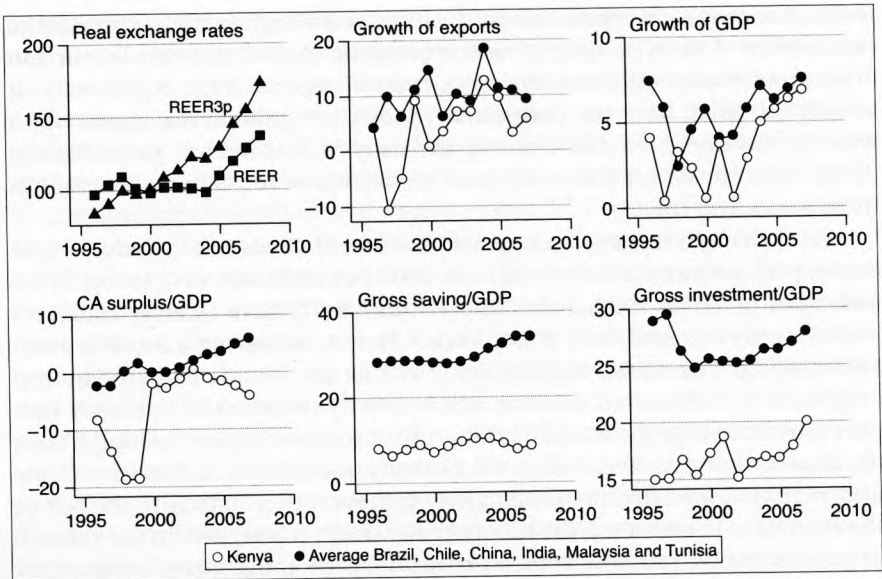 Real exchange rates
200
150
100
REER3p
REER
1995 2000 2005 2010
Growth of exports
20
10
0
–10
1995 2000 2005 2010
Growth of GDP
10
5
0
1995 2000 2005 2010
CA surplus/GDP
10
0
–10
–20
1995 2000 2005 2010
Gross saving/GDP
40
20
0
1995 2000 2005 2010
Gross investment/GDP
30
25
20
15
1995 2000 2005 2010
Kenya Average Brazil, Chile, China, India, Malaysia and Tunisia